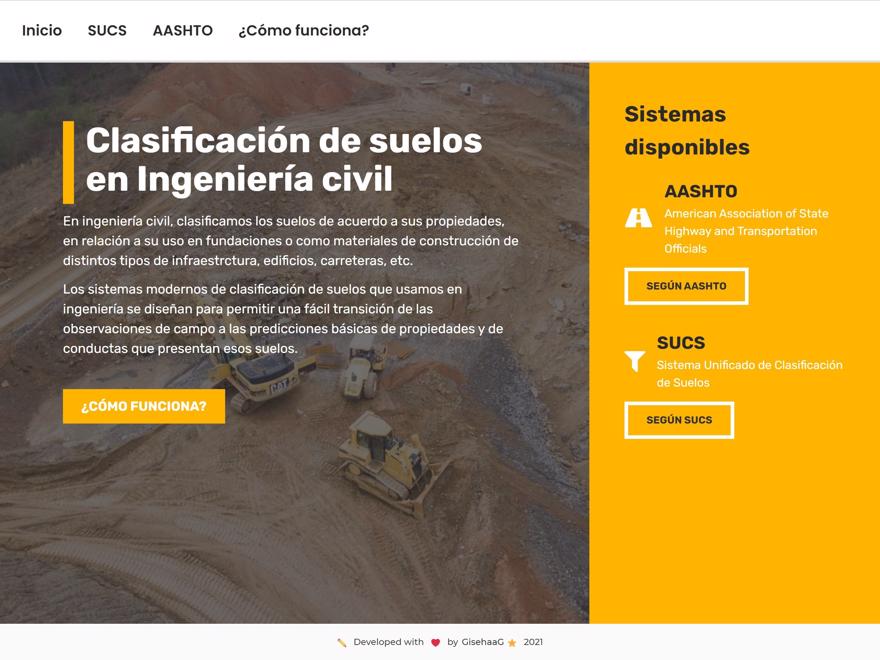 Inicio SUCS AASHTO ¿Cómo funciona?
Clasificación de suelos
en Ingeniería civil
En ingeniería civil, clasificamos los suelos de acuerdo a sus propiedades,
en relación a su uso en fundaciones o como materiales de construcción de
distintos tipos de infraestrctura, edificios, carreteras, etc.
Los sistemas modernos de clasificación de suelos que usamos en
ingeniería se diseñan para permitir una fácil transición de las
observaciones de campo a las predicciones básicas de propiedades y de
conductas que presentan esos suelos.
¿CÓMO FUNCIONA?
CAT
Sistemas
disponibles
AASHTO
American Association of State
Highway and Transportation
Officials
SEGÚN AASHTO
SUCS
Sistema Unificado de Clasificación
de Suelos
SEGÚN SUCS
Developed with by GisehaaG 2021